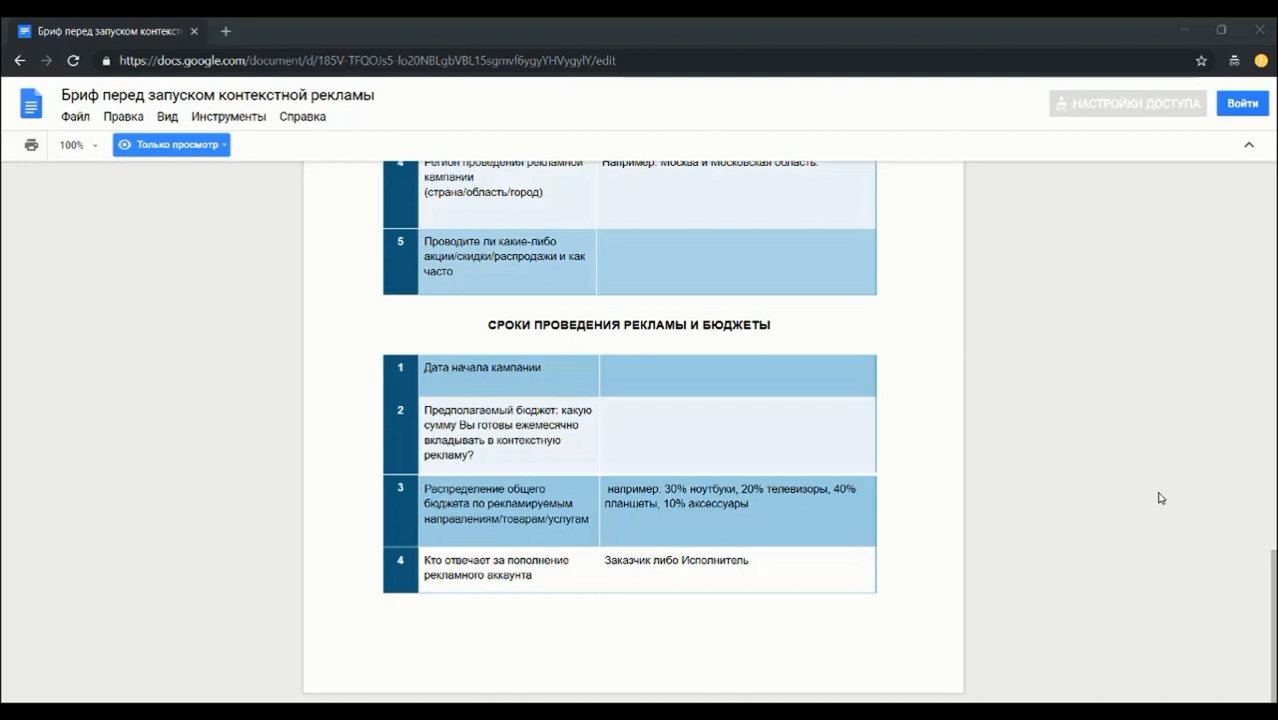 Бриф перед запуском контекст
https://docs.google.com/document/d/185V-TFQOJs5-lo20NBLgbVBL15sgmvf6ygyYHVygylY/edit
Бриф перед запуском контекстной рекламы
НАСТРОЙКИ ДОСТУПА
Войти
Файл Правка Вид Инструменты Справка
100% Только просмотр
4 Регион проведения рекламной Например: Москва и Московская область.
кампании
(страна/область/город)
5 Проводите ли какие-либо
акции/скидки/распродажи и как
часто
СРОКИ ПРОВЕДЕНИЯ РЕКЛАМЫ И БЮДЖЕТЫ
1 Дата начала кампании
2 Предполагаемый бюджет: какую
сумму Вы готовы ежемесячно
вкладывать в контекстную
рекламу?
3 Распределение общего например: 30% ноутбуки, 20% телевизоры, 40%
бюджета по рекламируемым планшеты, 10% аксессуары
направлениям/товарам/услугам
4 Кто отвечает за пополнение Заказчик либо Исполнитель
рекламного аккаунта